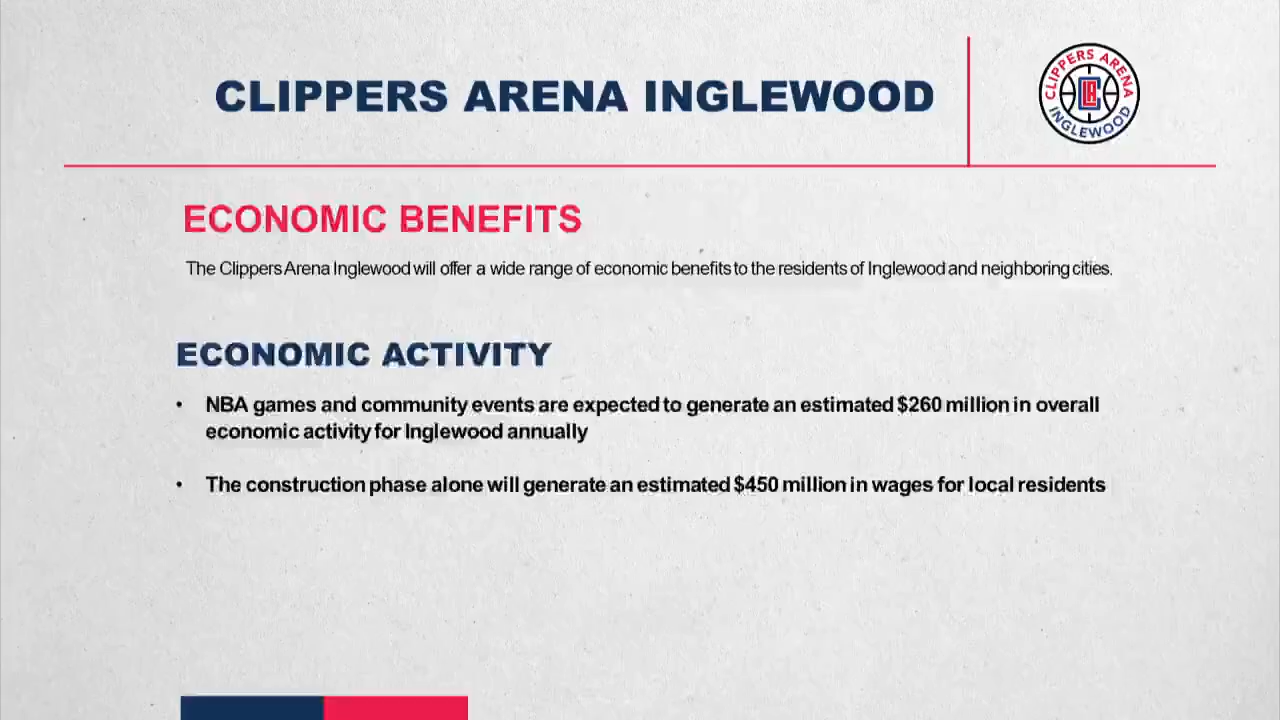 CLIPPERS ARENA INGLEWOOD
CLIPPERS ARENA
LAC
INGLEWOOD
ECONOMIC BENEFITS
The Clippers Arena Inglewood will offer a wide range of economic benefits to the residents of Inglewood and neighboring cities.
ECONOMIC ACTIVITY
• NBA games and community events are expected to generate an estimated $260 million in overall
economic activity for Inglewood annually
• The construction phase alone will generate an estimated $450 million in wages for local residents